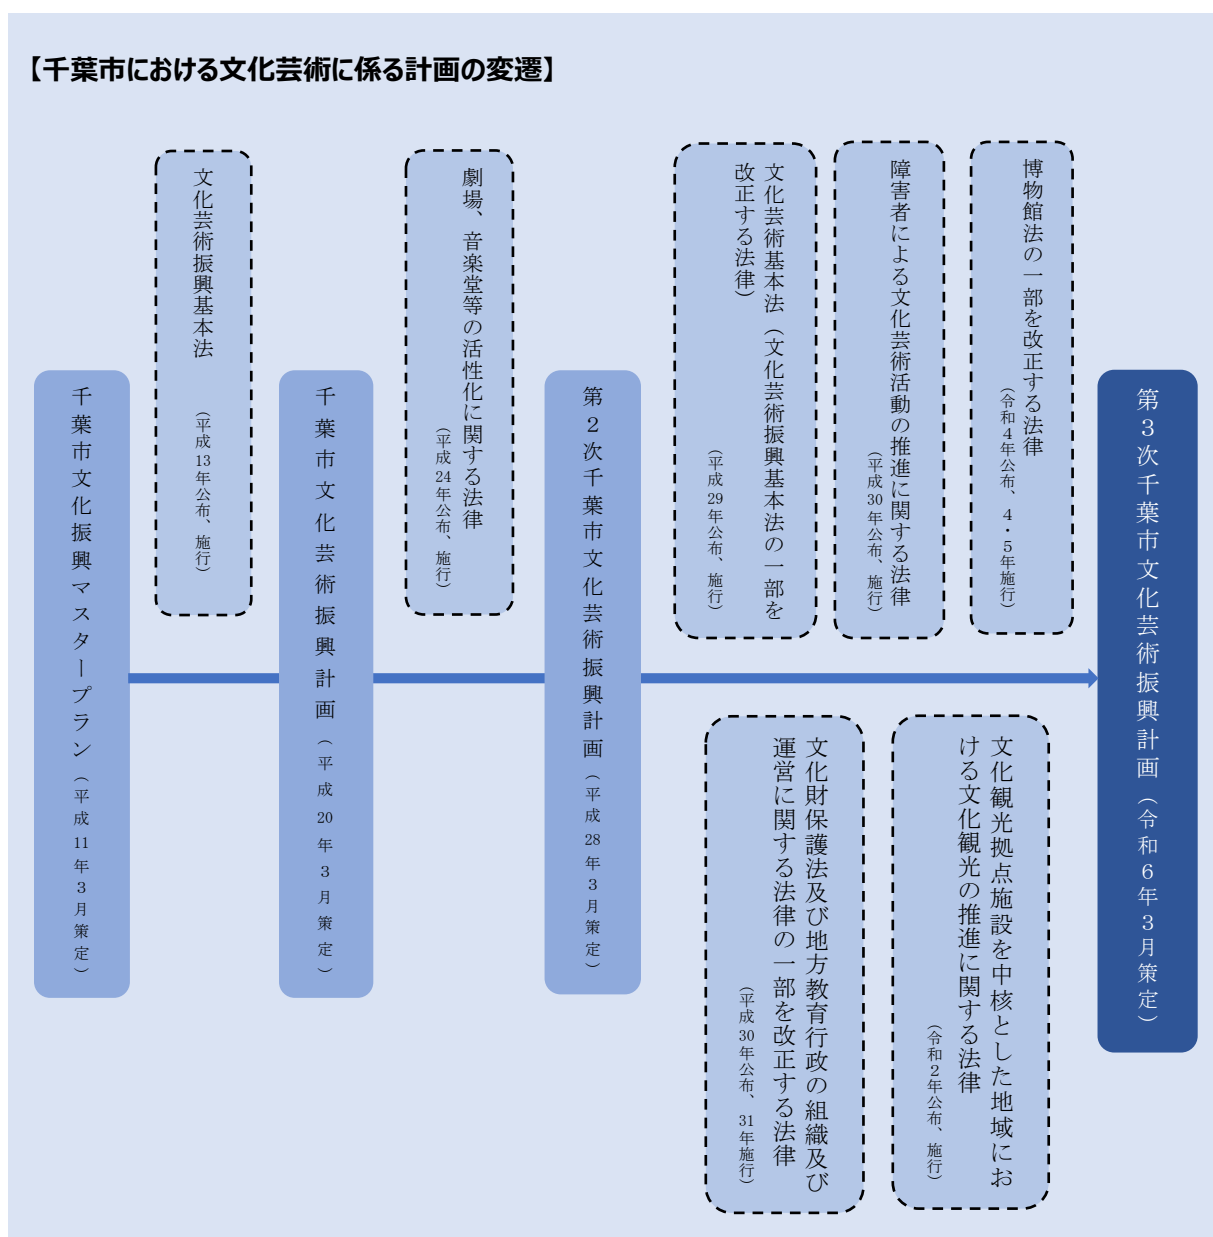 【千葉市における文化芸術に係る計画の変遷】
千葉市文化振興マスタープラン（平成11年３月策定）
文化芸術振興基本法
（平成13年公布、施行）
千葉市文化芸術振興計画（平成20年３月策定）
劇場、音楽堂等の活性化に関する法律
（平成24年公布、施行）
第２次千葉市文化芸術振興計画（平成28年３月策定）
文化芸術基本法（文化芸術振興基本法の一部を
改正する法律）
（平成29年公布、施行）
障害者による文化芸術活動の推進に関する法律
（平成30年公布、施行）
博物館法の一部を改正する法律
（令和４年公布、４・５年施行）
文化財保護法及び地方教育行政の組織及び
運営に関する法律の一部を改正する法律
（平成30年公布、31年施行）
文化観光拠点施設を中核とした地域にお
ける文化観光の推進に関する法律
（令和２年公布、施行）
第３次千葉市文化芸術振興計画（令和６年３月策定）